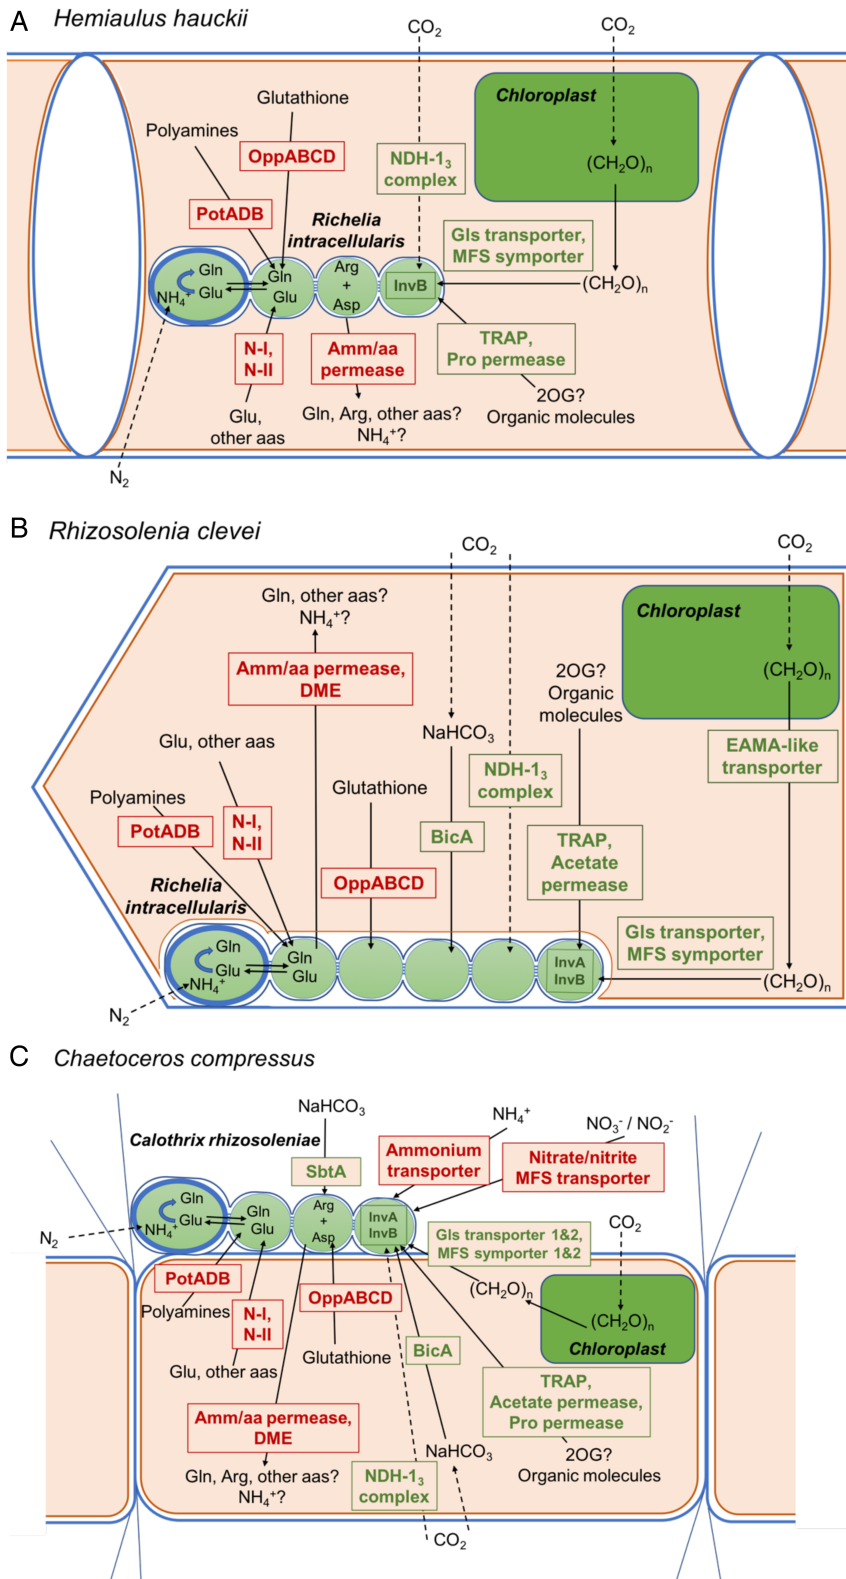 A Hemiaulus hauckii
CO₂
CO₂
Glutathione
Chloroplast
Polyamines
OppABCD
NDH-1₃
complex
(CH₂O)ₙ
PotADB
Richelia
intracellularis
Gls transporter,
MFS symporter
Gln
Glu
NH₄⁺
Gln
Glu
Arg
+
Asp
InvB
(CH₂O)ₙ
N-I,
N-II
Amm/aa
permease
TRAP,
Pro permease
Glu,
other aas
Gln, Arg, other aas?
NH₄⁺?
2OG?
Organic molecules
N₂
B Rhizosolenia clevei
CO₂
CO₂
Gln, other aas?
NH₄⁺?
Chloroplast
Amm/aa permease,
DME
2OG?
Organic
molecules
(CH₂O)ₙ
Glu, other aas
NaHCO₃
EAMA-like
transporter
Polyamines
Glutathione
NDH-1₃
complex
PotADB
N-I,
N-II
BicA
TRAP,
Acetate
permease
OppABCD
Richelia
intracellularis
Gls transporter,
MFS symporter
Gln
Glu
NH₄⁺
Gln
Glu
InvA
InvB
(CH₂O)ₙ
N₂
C Chaetoceros compressus
NaHCO₃
NH₄⁺
NO₃⁻ / NO₂⁻
Calothrix rhizosoleniae
SbtA
Ammonium
transporter
Nitrate/nitrite
MFS transporter
Gln
Glu
NH₄⁺
Gln
Glu
Arg
+
Asp
InvA
InvB
CO₂
N₂
Gls transporter 1&2,
MFS symporter 1&2
PotADB
Polyamines
OppABCD
(CH₂O)ₙ
(CH₂O)ₙ
Chloroplast
N-I,
N-II
Glutathione
BicA
Glu, other aas
TRAP,
Acetate permease,
Pro permease
Amm/aa permease,
DME
NaHCO₃
2OG?
Organic molecules
Gln, Arg, other aas?
NH₄⁺?
NDH-1₃
complex
CO₂